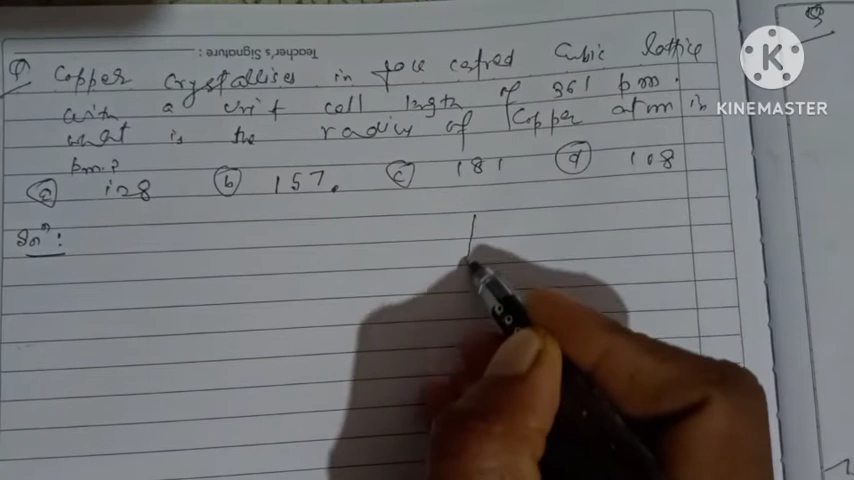 Teacher's Signature :
Q Copper crystallises in face centred Cubic lattice
with a unit cell length of 361 pm.
what is the radius of Copper atom in
pm.?
(a) 128 (b) 157. (c) 181 (d) 108
Soln:
Q
KINEMASTER